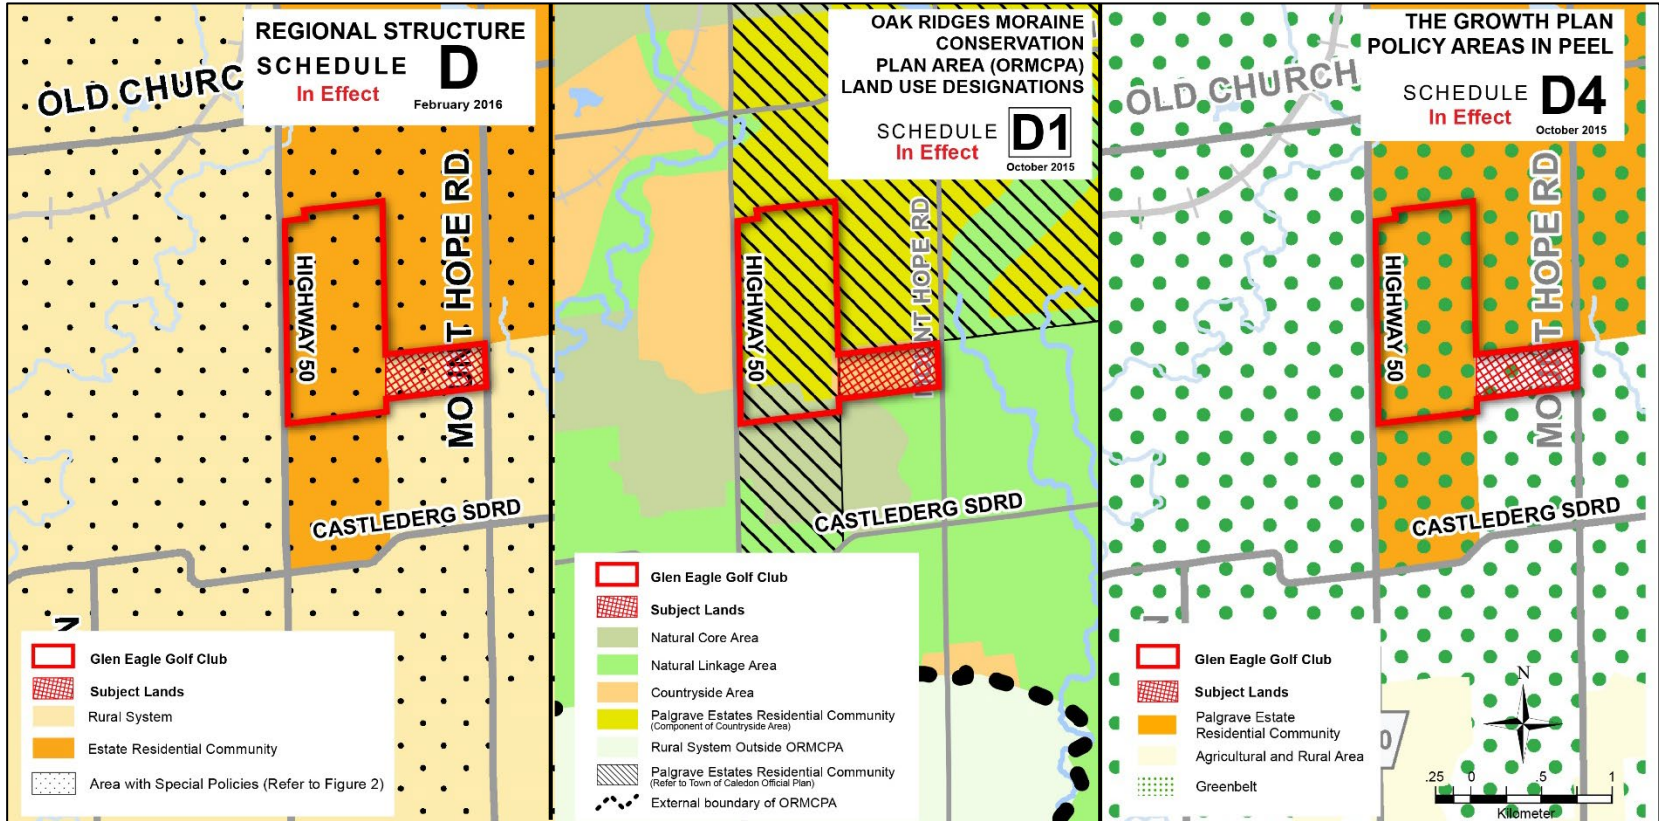 REGIONAL STRUCTURE
SCHEDULE D
In Effect
February 2016
OLD CHURC
MOUNT HOPE RD
HIGHWAY 50
CASTLEDERG SDRD
Glen Eagle Golf Club
Subject Lands
Rural System
Estate Residential Community
Area with Special Policies (Refer to Figure 2)
OAK RIDGES MORAINE
CONSERVATION
PLAN AREA (ORMCPA)
LAND USE DESIGNATIONS
SCHEDULE D1
In Effect
October 2015
MOUNT HOPE RD
HIGHWAY 50
CASTLEDERG SDRD
Glen Eagle Golf Club
Subject Lands
Natural Core Area
Natural Linkage Area
Countryside Area
Palgrave Estates Residential Community
(Component of Countryside Area)
Rural System Outside ORMCPA
Palgrave Estates Residential Community
(Refer to Town of Caledon Official Plan)
External boundary of ORMCPA
THE GROWTH PLAN
POLICY AREAS IN PEEL
SCHEDULE D4
In Effect
October 2015
OLD CHURCH
MOUNT HOPE RD
HIGHWAY 50
CASTLEDERG SDRD
Glen Eagle Golf Club
Subject Lands
Palgrave Estate
Residential Community
Agricultural and Rural Area
Greenbelt
N
.25 0 .5 1
Kilometer